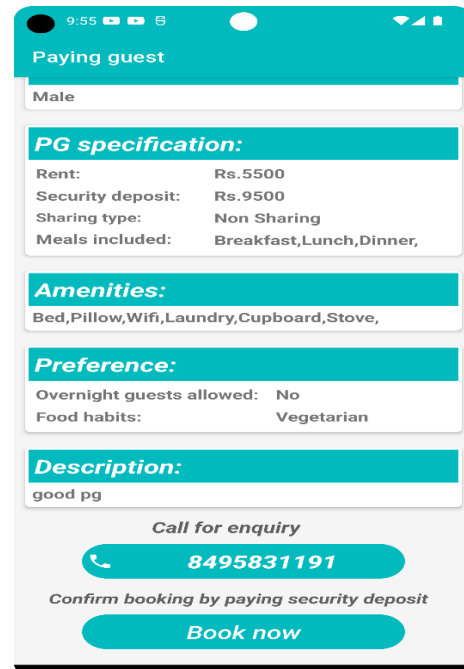 9:55
Paying guest
Male
PG specification:
Rent: Rs.5500
Security deposit: Rs.9500
Sharing type: Non Sharing
Meals included: Breakfast,Lunch,Dinner,
Amenities:
Bed,Pillow,Wifi,Laundry,Cupboard,Stove,
Preference:
Overnight guests allowed: No
Food habits: Vegetarian
Description:
good pg
Call for enquiry
8495831191
Confirm booking by paying security deposit
Book now